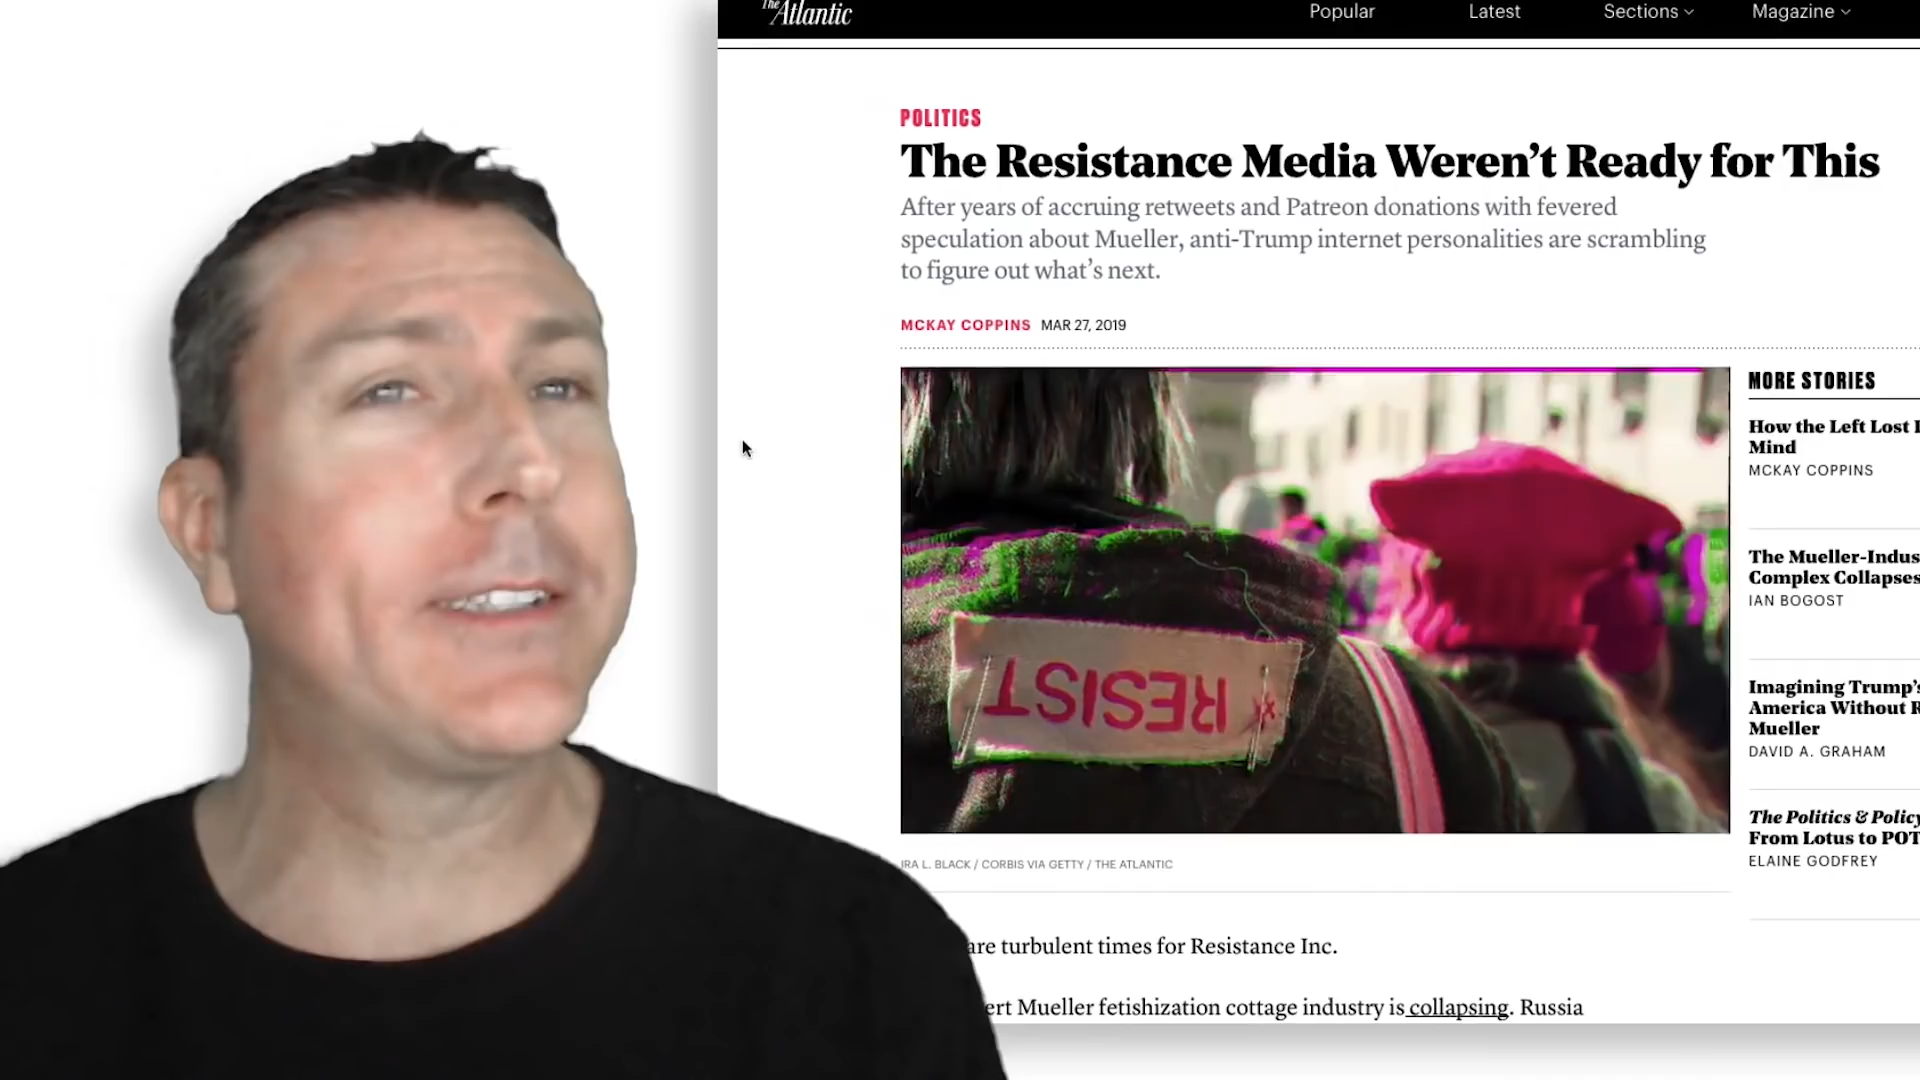 The Atlantic
Popular
Latest
Sections
Magazine
POLITICS
The Resistance Media Weren’t Ready for This
After years of accruing retweets and Patreon donations with fevered
speculation about Mueller, anti-Trump internet personalities are scrambling
to figure out what’s next.
MCKAY COPPINS MAR 27, 2019
RESIST
IRA L. BLACK / CORBIS VIA GETTY / THE ATLANTIC
MORE STORIES
How the Left Lost
Mind
MCKAY COPPINS
The Mueller-Indus
Complex Collapses
IAN BOGOST
Imagining Trump’s
America Without R
Mueller
DAVID A. GRAHAM
The Politics & Policy
From Lotus to POT
ELAINE GODFREY
are turbulent times for Resistance Inc.
ert Mueller fetishization cottage industry is collapsing. Russia